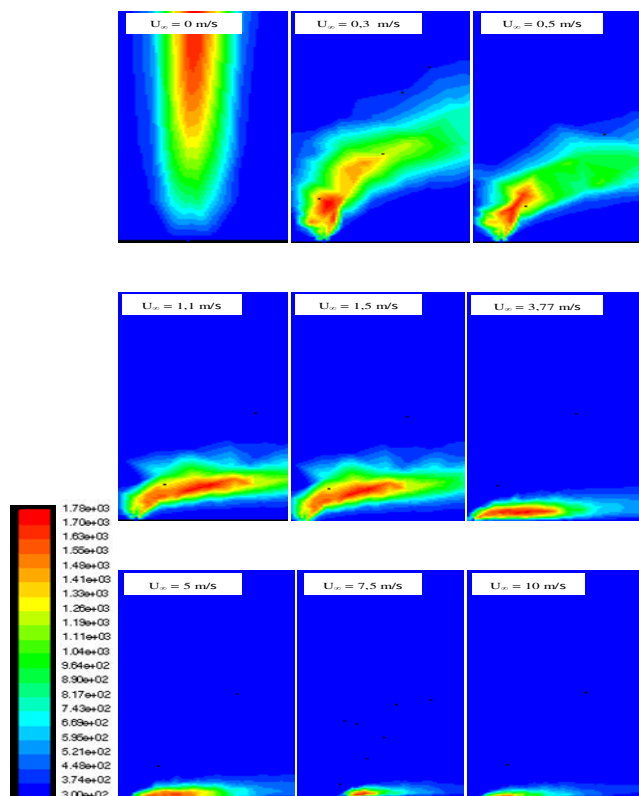 U∞ = 0 m/s
U∞ = 0,3 m/s
U∞ = 0,5 m/s
U∞ = 1,1 m/s
U∞ = 1,5 m/s
U∞ = 3,77 m/s
1.78e+03
1.70e+03
1.63e+03
1.55e+03
1.48e+03
1.41e+03
1.33e+03
1.26e+03
1.19e+03
1.11e+03
1.04e+03
9.64e+02
8.90e+02
8.17e+02
7.43e+02
6.69e+02
5.95e+02
5.21e+02
4.48e+02
3.74e+02
3.00e+02
U∞ = 5 m/s
U∞ = 7,5 m/s
U∞ = 10 m/s